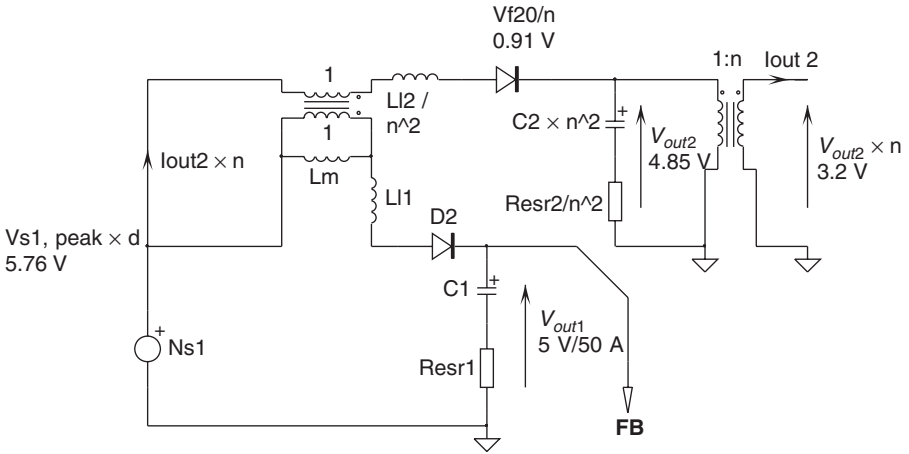 Vf20/n
0.91 V
1
Ll2 /
n^2
1:n
Iout 2
+
C2 × n^2
Vout2
4.85 V
Vout2 × n
3.2 V
1
Iout2 × n
Lm
Ll1
Resr2/n^2
D2
Vs1, peak × d
5.76 V
+
C1
+
Vout1
5 V/50 A
Ns1
Resr1
FB